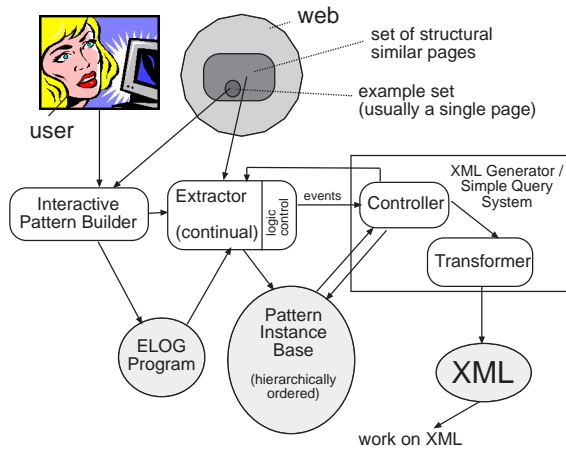 web
set of structural
similar pages
example set
(usually a single page)
user
Interactive
Pattern Builder
Extractor
(continual)
logic
control
events
Controller
XML Generator /
Simple Query
System
Transformer
ELOG
Program
Pattern
Instance
Base
(hierarchically
ordered)
XML
work on XML